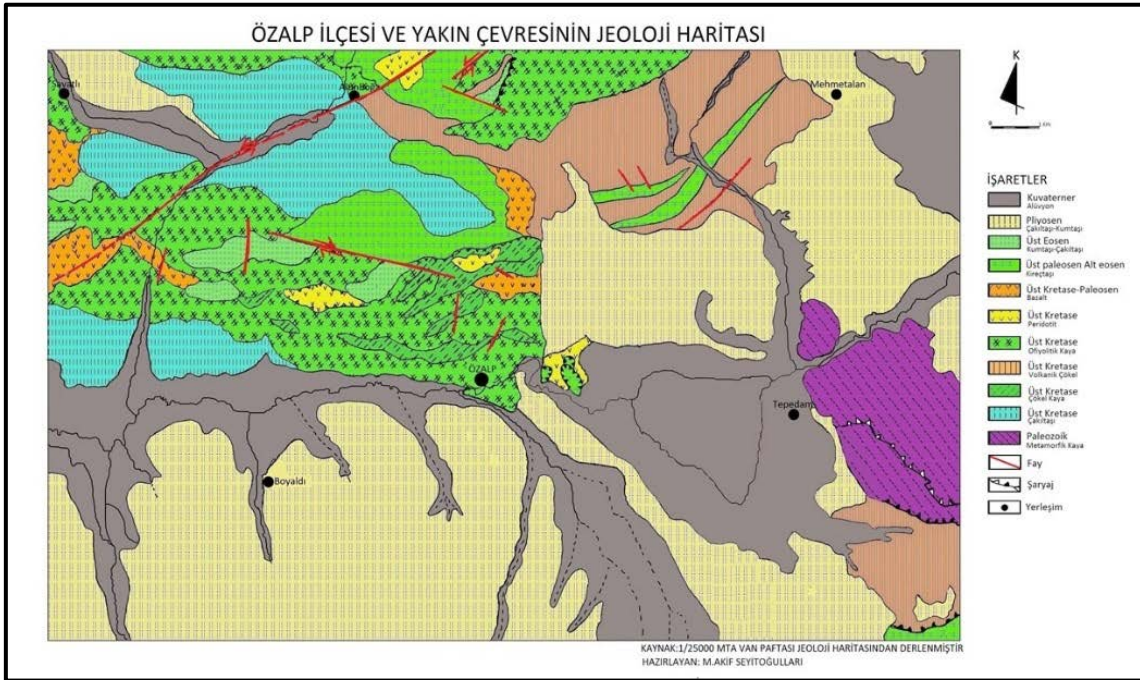 ÖZALP İLÇESİ VE YAKIN ÇEVRESİNİN JEOLOJİ HARİTASI
K
Mehmetalan
ÖZALP
Tepedam
Boyaldı
İŞARETLER
Kuvaterner
Alüvyon
Pliyosen
Çakıltaşı-Kumtaşı
Üst Eosen
Kumtaşı-Çakıltaşı
Üst paleosen Alt eosen
Kireçtaşı
Üst Kretase-Paleosen
Basalt
Üst Kretase
Peridotit
Üst Kretase
Ofiyolitik Kaya
Üst Kretase
Volkanik Çökel
Üst Kretase
Çökel Kaya
Üst Kretase
Çakıltaşı
Paleozoik
Metamorfik Kaya
Fay
Şaryaj
Yerleşim
KAYNAK:1/25000 MTA VAN PAFTASI JEOLOJİ HARİTASINDAN DERLENMİŞTİR
HAZIRLAYAN: M.AKİF SEYİTOĞULLARI